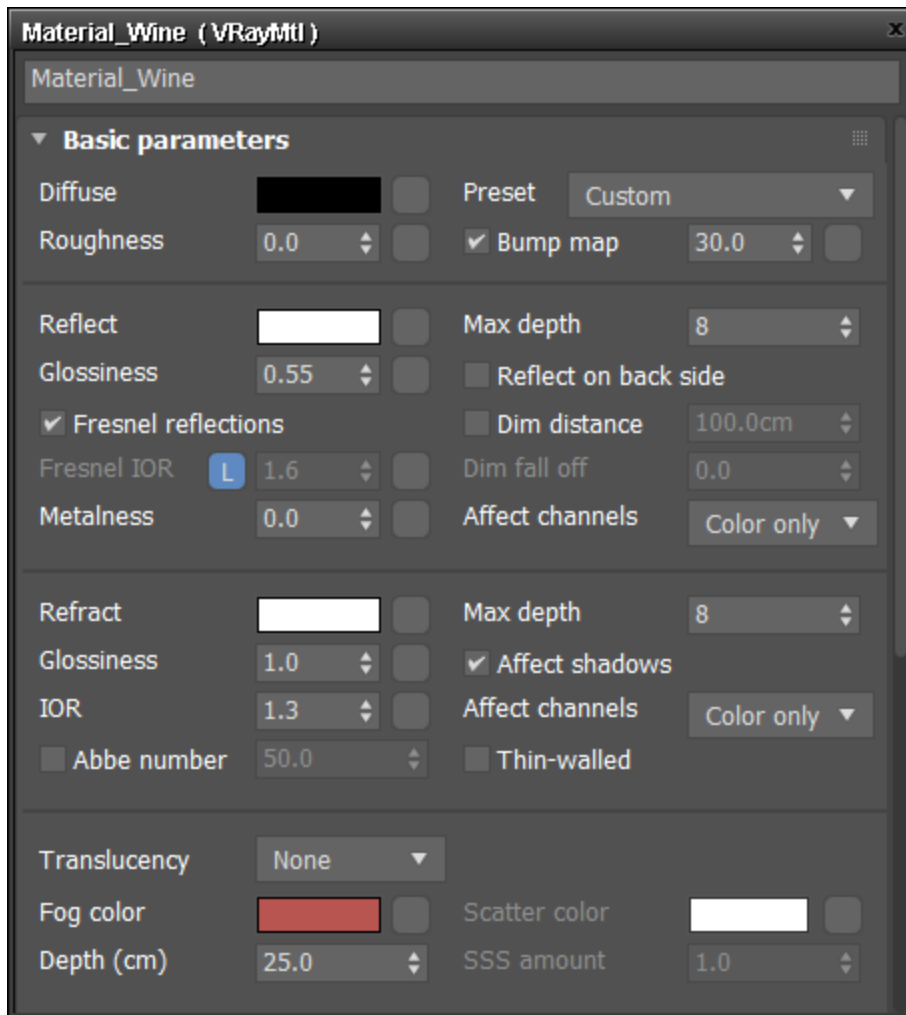 Material_Wine ( VRayMtl ) x
Material_Wine
Basic parameters
Diffuse Preset Custom
Roughness 0.0 Bump map 30.0
Reflect Max depth 8
Glossiness 0.55 Reflect on back side
Fresnel reflections Dim distance 100.0cm
Fresnel IOR L 1.6 Dim fall off 0.0
Metalness 0.0 Affect channels Color only
Refract Max depth 8
Glossiness 1.0 Affect shadows
IOR 1.3 Affect channels Color only
Abbe number 50.0 Thin-walled
Translucency None
Fog color Scatter color
Depth (cm) 25.0 SSS amount 1.0